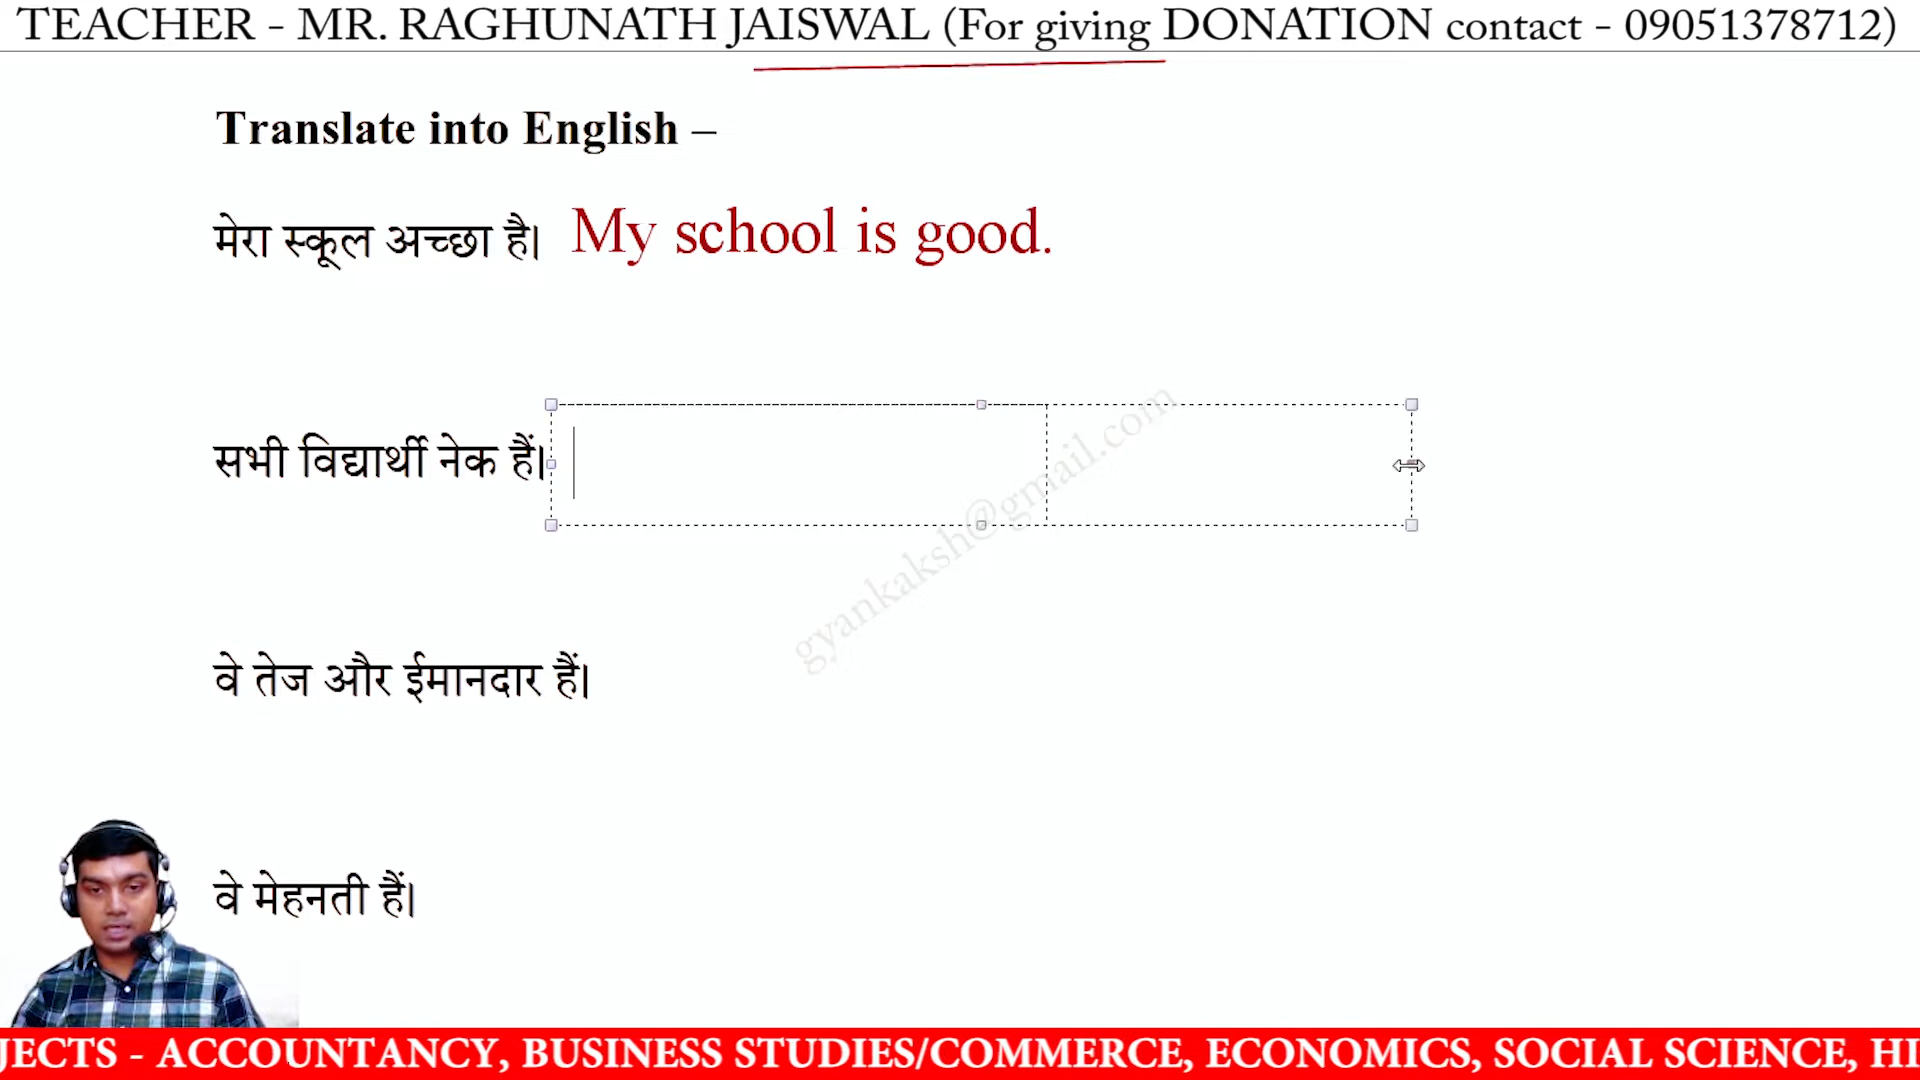 TEACHER - MR. RAGHUNATH JAISWAL (For giving DONATION contact - 09051378712)
Translate into English –
मेरा स्कूल अच्छा है। My school is good.
सभी विद्यार्थी नेक हैं।
gyankaksh@gmail.com
वे तेज और ईमानदार हैं।
वे मेहनती हैं।
JECTS - ACCOUNTANCY, BUSINESS STUDIES/COMMERCE, ECONOMICS, SOCIAL SCIENCE, HI